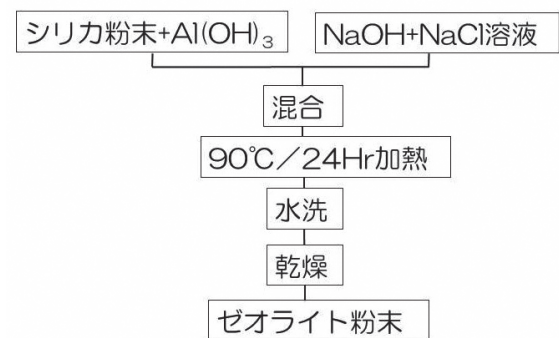 シリカ粉末+Al(OH)₃
NaOH+NaCl溶液
混合
90℃／24Hr加熱
水洗
乾燥
ゼオライト粉末